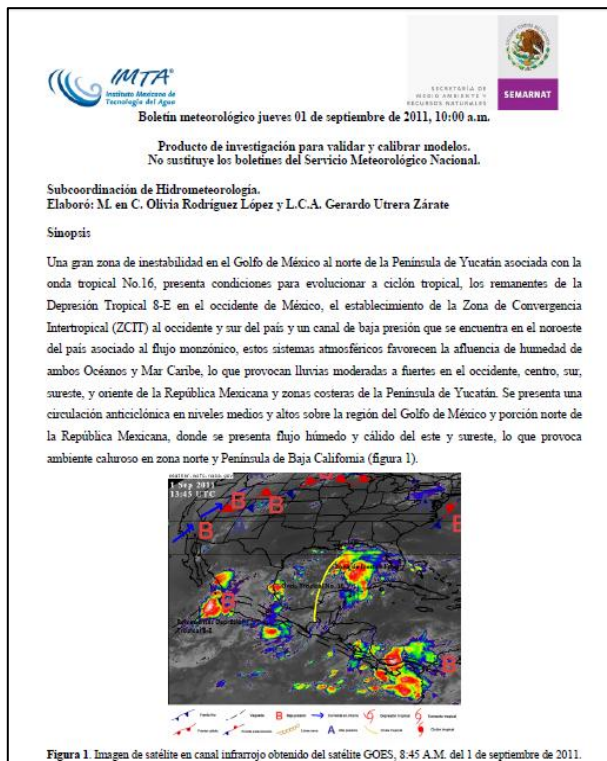 IMTA®
Instituto Mexicano de
Tecnología del Agua
SECRETARÍA DE
MEDIO AMBIENTE Y
RECURSOS NATURALES
SEMARNAT
Boletín meteorológico jueves 01 de septiembre de 2011, 10:00 a.m.
Producto de investigación para validar y calibrar modelos.
No sustituye los boletines del Servicio Meteorológico Nacional.
Subcoordinación de Hidrometeorología.
Elaboró: M. en C. Olivia Rodríguez López y L.C.A. Gerardo Utrera Zárate
Sinopsis
Una gran zona de inestabilidad en el Golfo de México al norte de la Península de Yucatán asociada con la
onda tropical No.16, presenta condiciones para evolucionar a ciclón tropical, los remanentes de la
Depresión Tropical 8-E en el occidente de México, el establecimiento de la Zona de Convergencia
Intertropical (ZCIT) al occidente y sur del país y un canal de baja presión que se encuentra en el noroeste
del país asociado al flujo monzónico, estos sistemas atmosféricos favorecen la afluencia de humedad de
ambos Océanos y Mar Caribe, lo que provocan lluvias moderadas a fuertes en el occidente, centro, sur,
sureste, y oriente de la República Mexicana y zonas costeras de la Península de Yucatán. Se presenta una
circulación anticiclónica en niveles medios y altos sobre la región del Golfo de México y porción norte de
la República Mexicana, donde se presenta flujo húmedo y cálido del este y sureste, lo que provoca
ambiente caluroso en zona norte y Península de Baja California (figura 1).
1 Sep 2011
13:45 UTC
B
B
B
B
B
B
B
A
Figura 1. Imagen de satélite en canal infrarrojo obtenido del satélite GOES, 8:45 A.M. del 1 de septiembre de 2011.